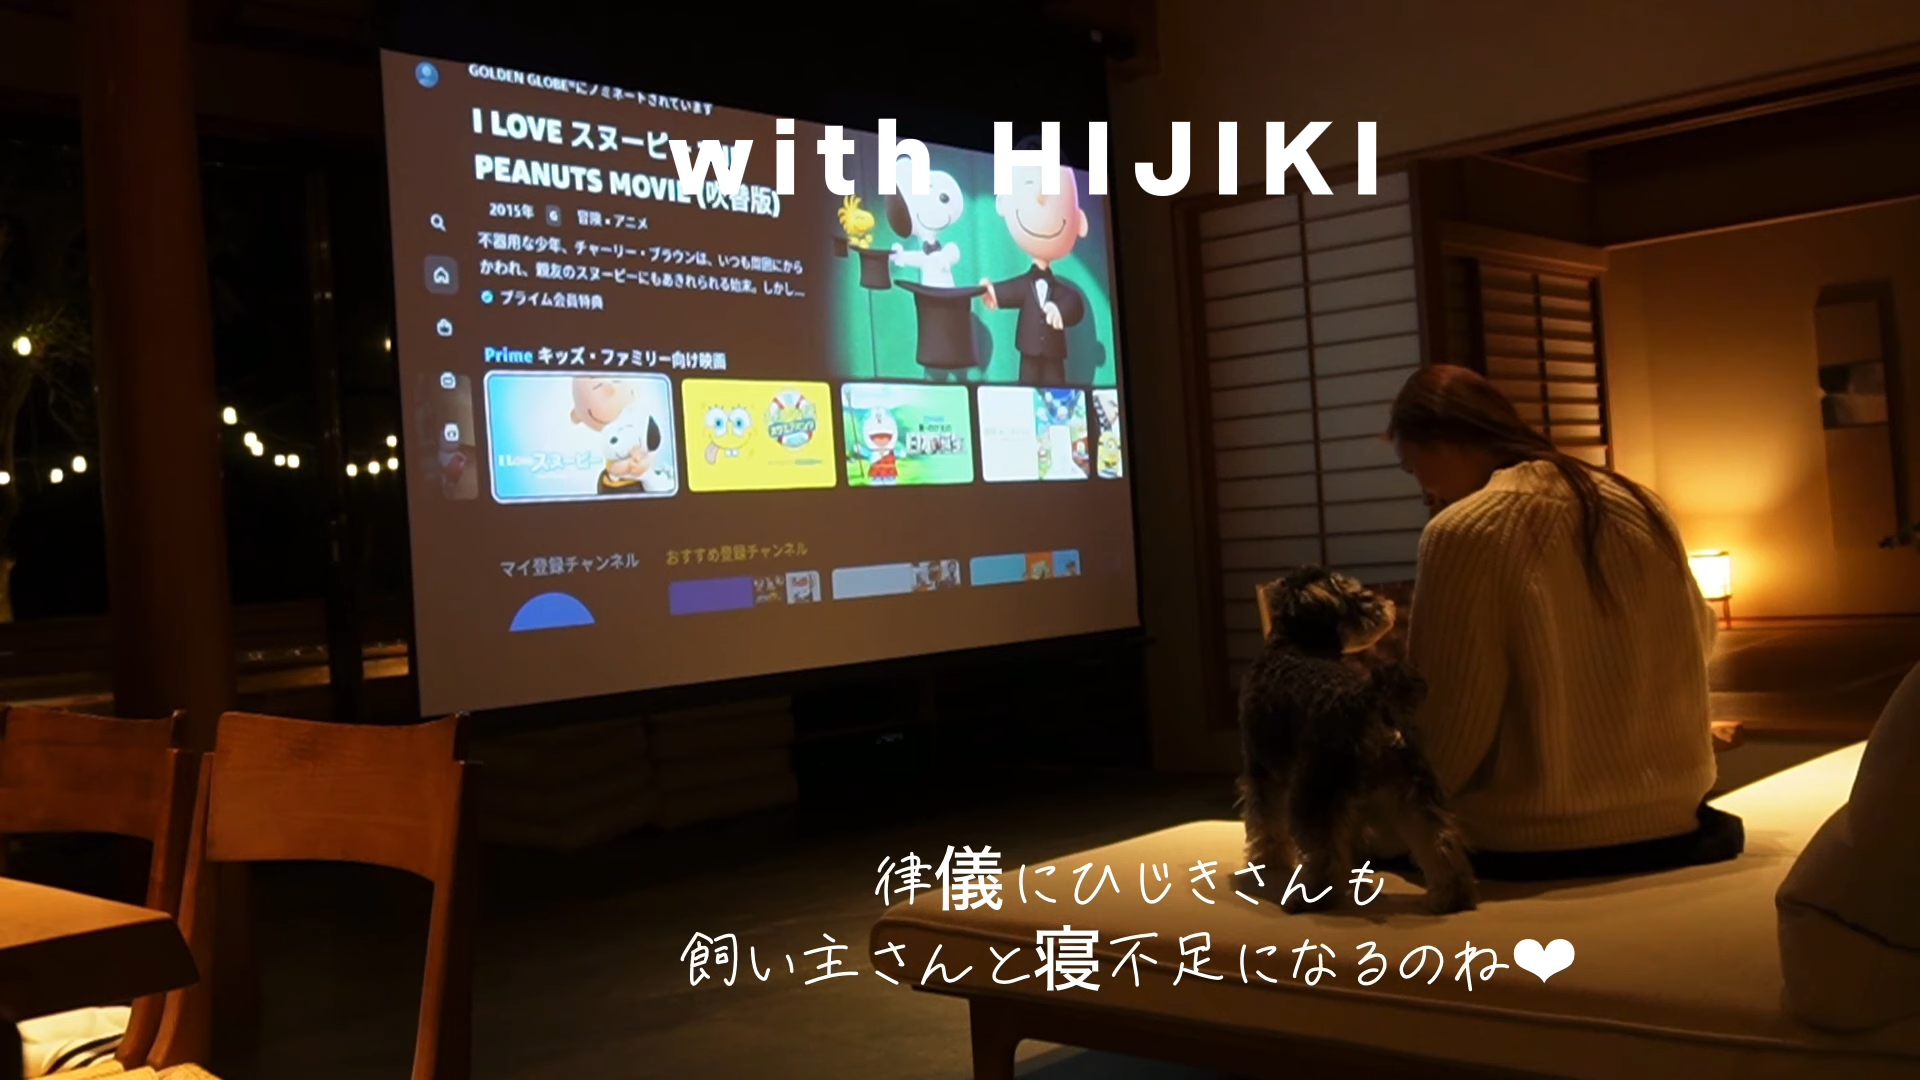 GOLDEN GLOBE®にノミネートされています
I LOVE スヌーピー
with HIJIKI
PEANUTS MOVIE (吹替版)
2015年 G 冒険・アニメ
不器用な少年、チャーリー・ブラウンは、いつも周囲にから
かわれ、親友のスヌーピーにもあきれられる始末。しかし...
プライム会員特典
Prime キッズ・ファミリー向け映画
I Love スヌーピー
マイ登録チャンネル
おすすめ登録チャンネル
律儀にひじきさんも
飼い主さんと寝不足になるのね❤